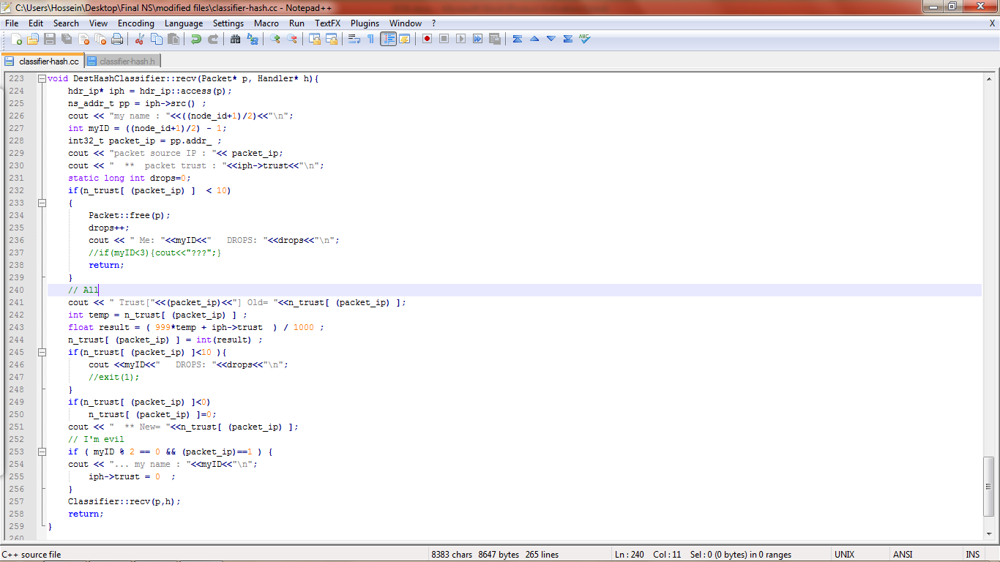 C:\Users\Hossein\Desktop\Final NS\modified files\classifier-hash.cc - Notepad++
File Edit Search View Encoding Language Settings Macro Run TextFX Plugins Window ? X
classifier-hash.cc classifier-hash.h
223 void DestHashClassifier::recv(Packet* p, Handler* h){
224 hdr_ip* iph = hdr_ip::access(p);
225 ns_addr_t pp = iph->src() ;
226 cout << "my name : "<<((node_id+1)/2)<<"\n";
227 int myID = ((node_id+1)/2) - 1;
228 int32_t packet_ip = pp.addr_ ;
229 cout << "packet source IP : "<< packet_ip;
230 cout << "  **  packet trust : "<<iph->trust<<"\n";
231 static long int drops=0;
232 if(n_trust[ (packet_ip) ]  < 10)
233 {
234 Packet::free(p);
235 drops++;
236 cout << " Me: "<<myID<<"   DROPS: "<<drops<<"\n";
237 //if(myID<3){cout<<"???";}
238 return;
239 }
240 // All
241 cout << " Trust["<<(packet_ip)<<"] Old= "<<n_trust[ (packet_ip) ];
242 int temp = n_trust[ (packet_ip) ] ;
243 float result = ( 999*temp + iph->trust  ) / 1000 ;
244 n_trust[ (packet_ip) ] = int(result) ;
245 if(n_trust[ (packet_ip) ]<10 ){
246 cout <<myID<<"   DROPS: "<<drops<<"\n";
247 //exit(1);
248 }
249 if(n_trust[ (packet_ip) ]<0)
250 n_trust[ (packet_ip) ]=0;
251 cout << "  ** New= "<<n_trust[ (packet_ip) ];
252 // I'm evil
253 if ( myID % 2 == 0 && (packet_ip)==1 ) {
254 cout << "... my name : "<<myID<<"\n";
255 iph->trust = 0  ;
256 }
257 Classifier::recv(p,h);
258 return;
259 }
260
C++ source file 8383 chars 8647 bytes 265 lines Ln : 240 Col : 11 Sel : 0 (0 bytes) in 0 ranges UNIX ANSI INS